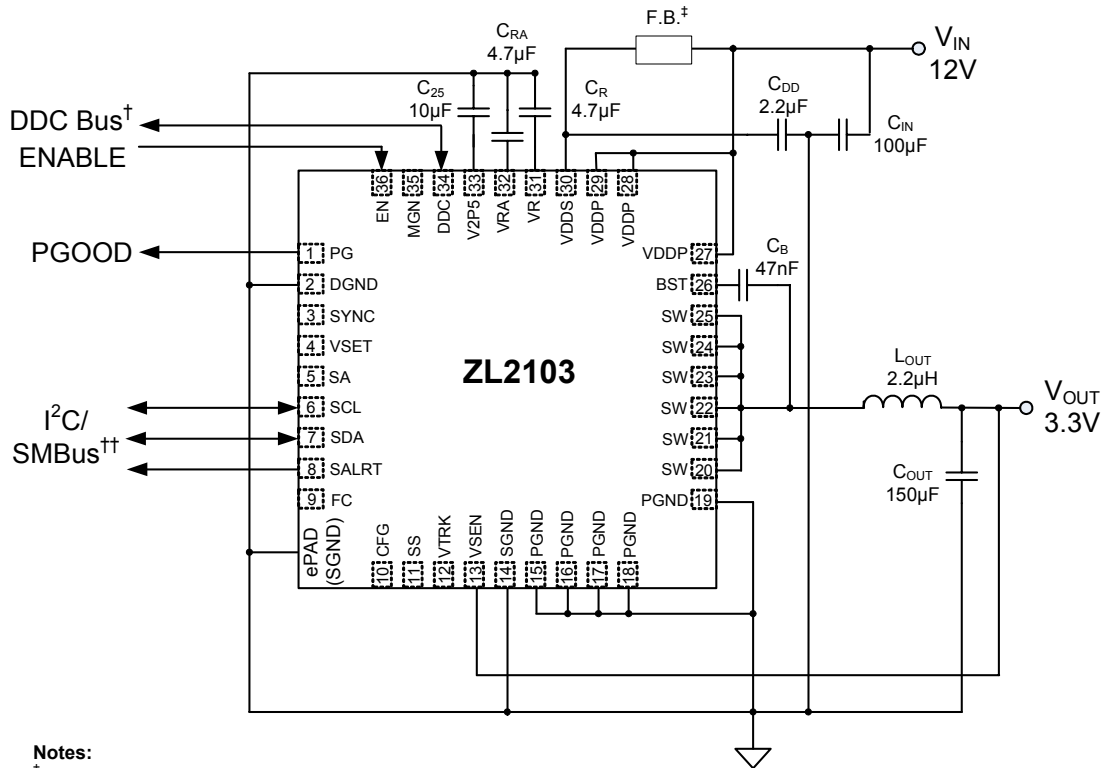 F.B.‡
VIN
12V
CRA
4.7µF
C25
10µF
CR
4.7µF
CDD
2.2µF
CIN
100µF
DDC Bus†
ENABLE
36 35 34 33 32 31 30 29 28
EN MGN DDC V2P5 VRA VR VDDS VDDP VDDP
PGOOD
1 PG
2 DGND
3 SYNC
4 VSET
5 SA
6 SCL
7 SDA
8 SALRT
9 FC
I²C/
SMBus††
ZL2103
VDDP 27
BST 26
SW 25
SW 24
SW 23
SW 22
SW 21
SW 20
PGND 19
CB
47nF
LOUT
2.2µH
VOUT
3.3V
COUT
150µF
ePAD
(SGND)
CFG SS VTRK VSEN SGND PGND PGND PGND PGND
10 11 12 13 14 15 16 17 18
Notes: